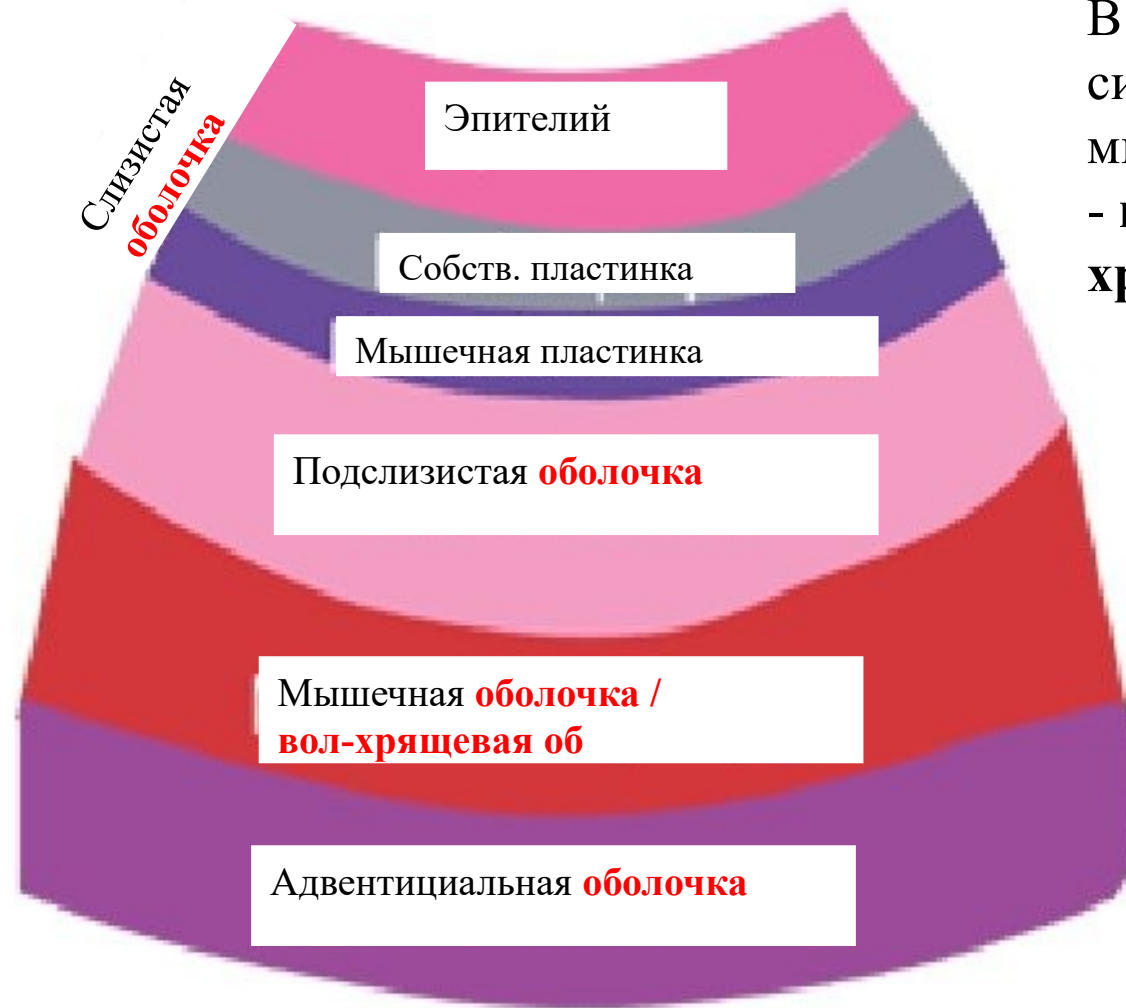 Слизистая
оболочка
Эпителий
Собств. пластинка
Мышечная пластинка
Подслизистая оболочка
Мышечная оболочка /
вол-хрящевая об
Адвентициальная оболочка
В